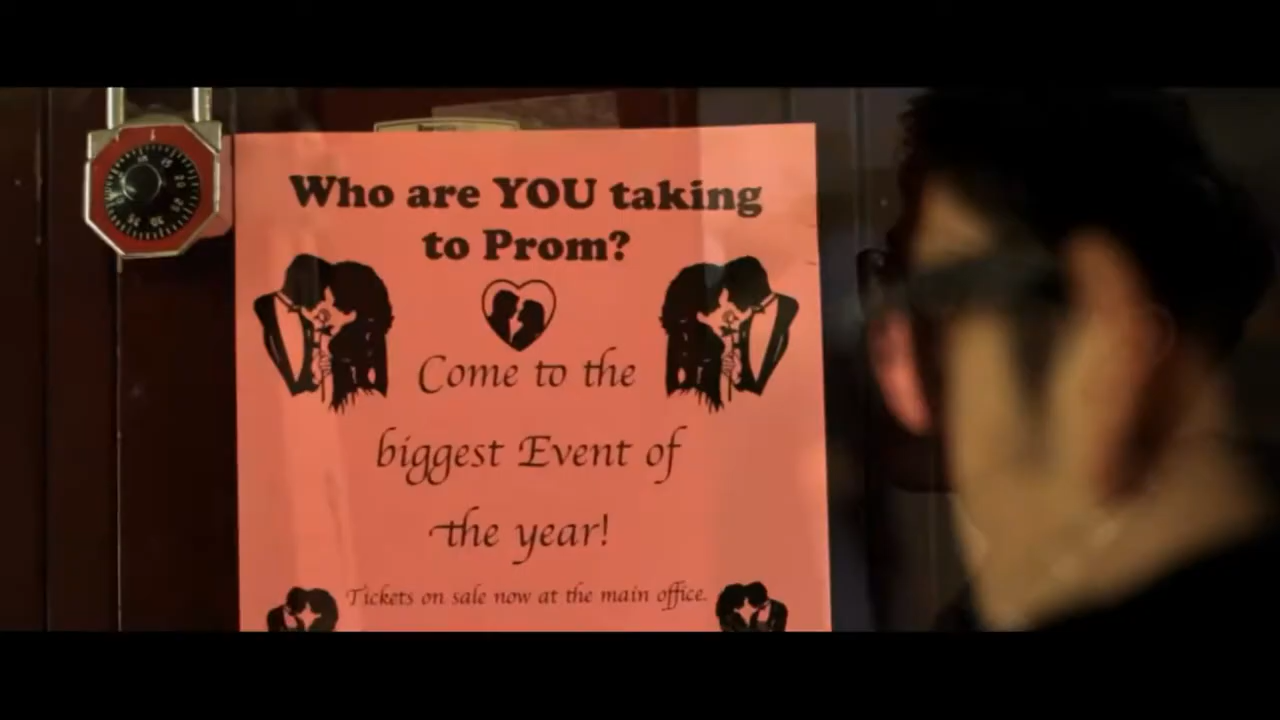 Who are YOU taking
to Prom?
Come to the
biggest Event of
the year!
Tickets on sale now at the main office.